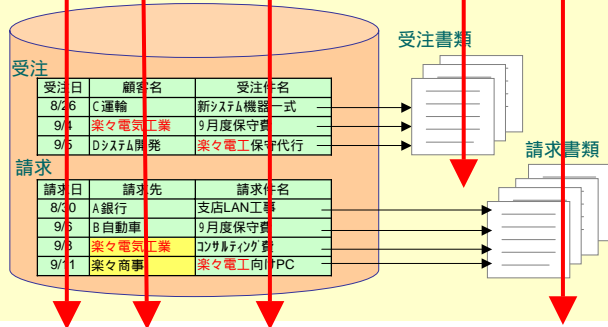 受注書類
受注
受注日 顧客名 受注件名
8/26 C運輸 新システム機器一式
9/4 楽々電気工業 9月度保守費
9/5 Dシステム開発 楽々電工保守代行
請求書類
請求
請求日 請求先 請求件名
8/30 A銀行 支店LAN工事
9/6 B自動車 9月度保守費
9/8 楽々電気工業 コンサルティング費
9/11 楽々商事 楽々電工向けPC